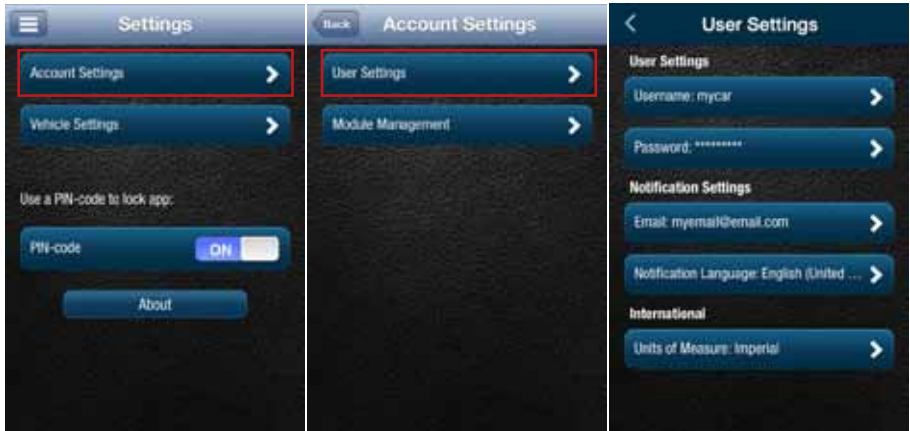 Settings
Account Settings
Vehicle Settings
Use a PIN-code to lock app:
PIN-code
ON
About
Back
Account Settings
User Settings
Module Management
User Settings
User Settings
Username: mycar
Password: *********
Notification Settings
Email: myemail@email.com
Notification Language: English (United ...
International
Units of Measure: Imperial